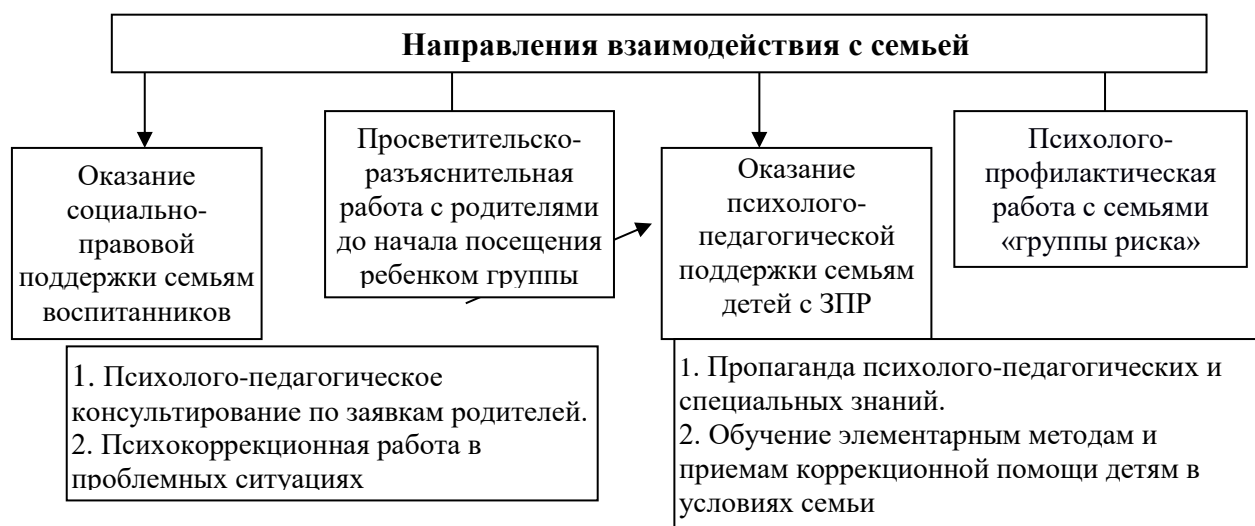 Направления взаимодействия с семьей
Оказание
социально-
правовой
поддержки семьям
воспитанников
Просветительско-
разъяснительная
работа с родителями
до начала посещения
ребенком группы
Оказание
психолого-
педагогической
поддержки семьям
детей с ЗПР
Психолого-
профилактическая
работа с семьями
«группы риска»
1. Психолого-педагогическое
консультирование по заявкам родителей.
2. Психокоррекционная работа в
проблемных ситуациях
1. Пропаганда психолого-педагогических и
специальных знаний.
2. Обучение элементарным методам и
приемам коррекционной помощи детям в
условиях семьи